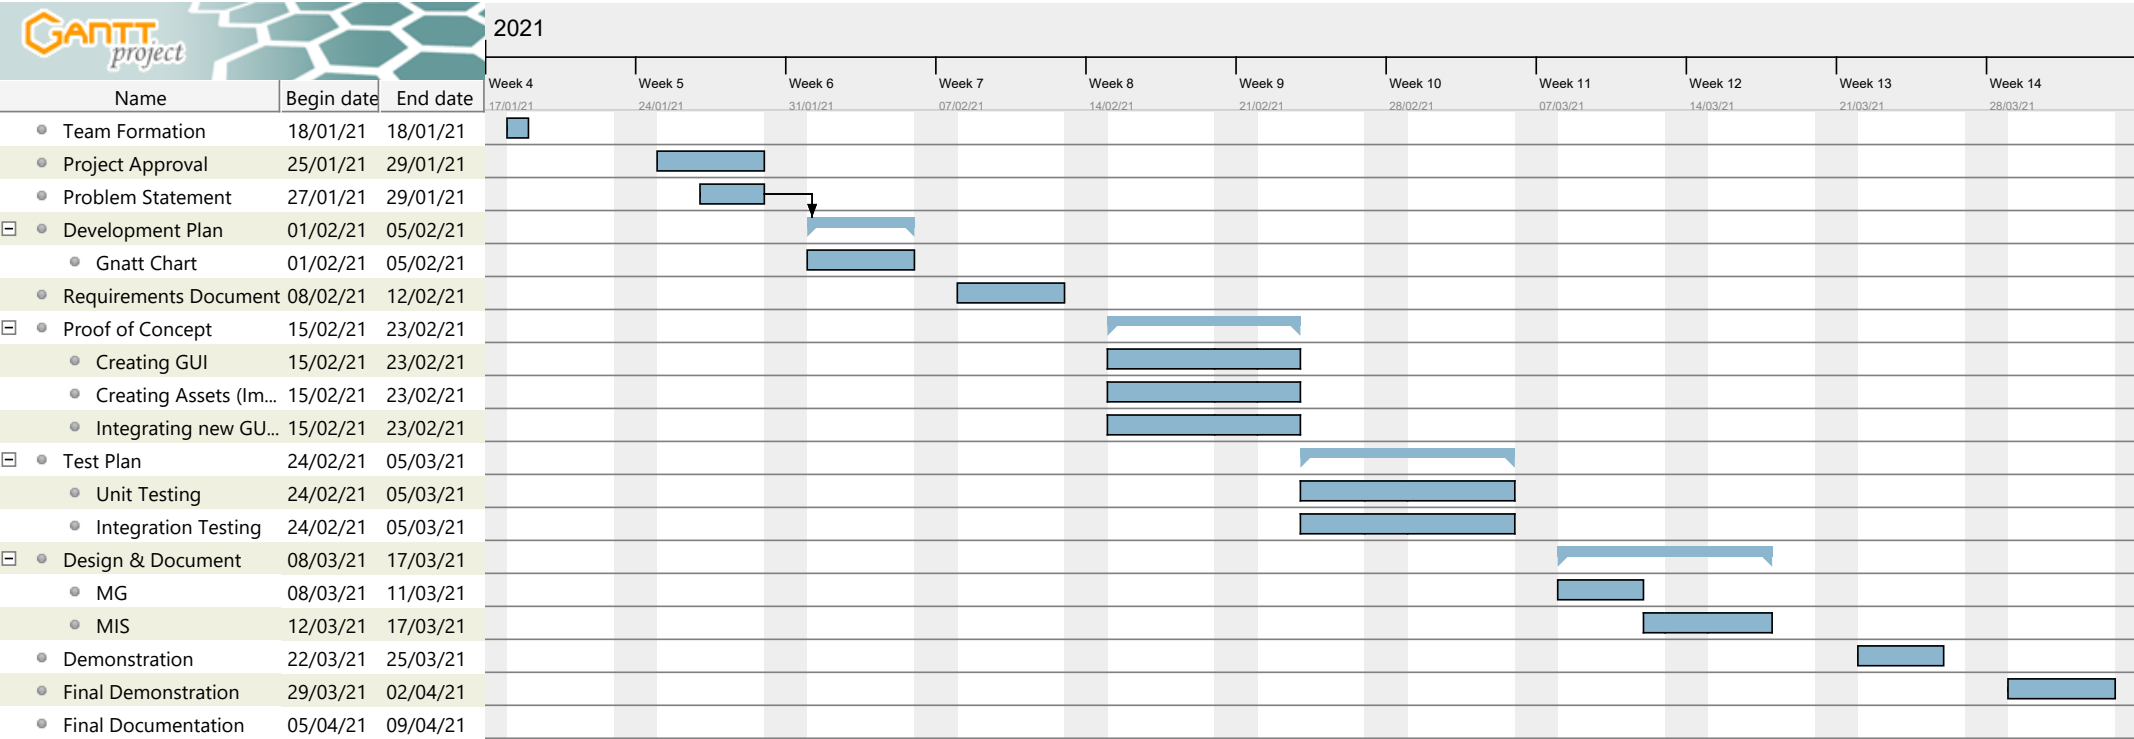 GANTT
project
2021
Week 4 Week 5 Week 6 Week 7 Week 8 Week 9 Week 10 Week 11 Week 12 Week 13 Week 14
Name Begin date End date
17/01/21 24/01/21 31/01/21 07/02/21 14/02/21 21/02/21 28/02/21 07/03/21 14/03/21 21/03/21 28/03/21
Team Formation 18/01/21 18/01/21
Project Approval 25/01/21 29/01/21
Problem Statement 27/01/21 29/01/21
Development Plan 01/02/21 05/02/21
Gnatt Chart 01/02/21 05/02/21
Requirements Document 08/02/21 12/02/21
Proof of Concept 15/02/21 23/02/21
Creating GUI 15/02/21 23/02/21
Creating Assets (Im... 15/02/21 23/02/21
Integrating new GU... 15/02/21 23/02/21
Test Plan 24/02/21 05/03/21
Unit Testing 24/02/21 05/03/21
Integration Testing 24/02/21 05/03/21
Design & Document 08/03/21 17/03/21
MG 08/03/21 11/03/21
MIS 12/03/21 17/03/21
Demonstration 22/03/21 25/03/21
Final Demonstration 29/03/21 02/04/21
Final Documentation 05/04/21 09/04/21